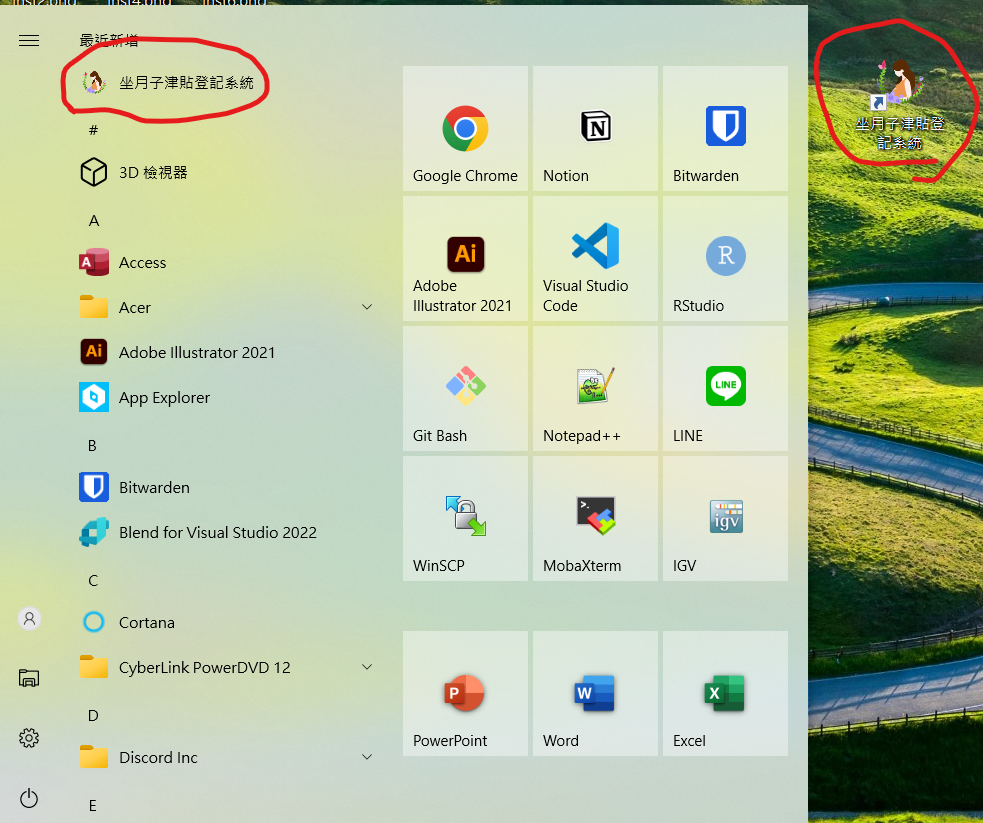 最近新增
坐月子津貼登記系統
#
3D 檢視器
A
Access
Acer
Adobe Illustrator 2021
App Explorer
B
Bitwarden
Blend for Visual Studio 2022
C
Cortana
CyberLink PowerDVD 12
D
Discord Inc
E
Google Chrome
Notion
Bitwarden
Ai
Adobe
Illustrator 2021
Visual Studio
Code
R
RStudio
Git Bash
Notepad++
LINE
LINE
WinSCP
MobaXterm
igv
IGV
P
PowerPoint
W
Word
X
Excel
坐月子津貼登
記系統